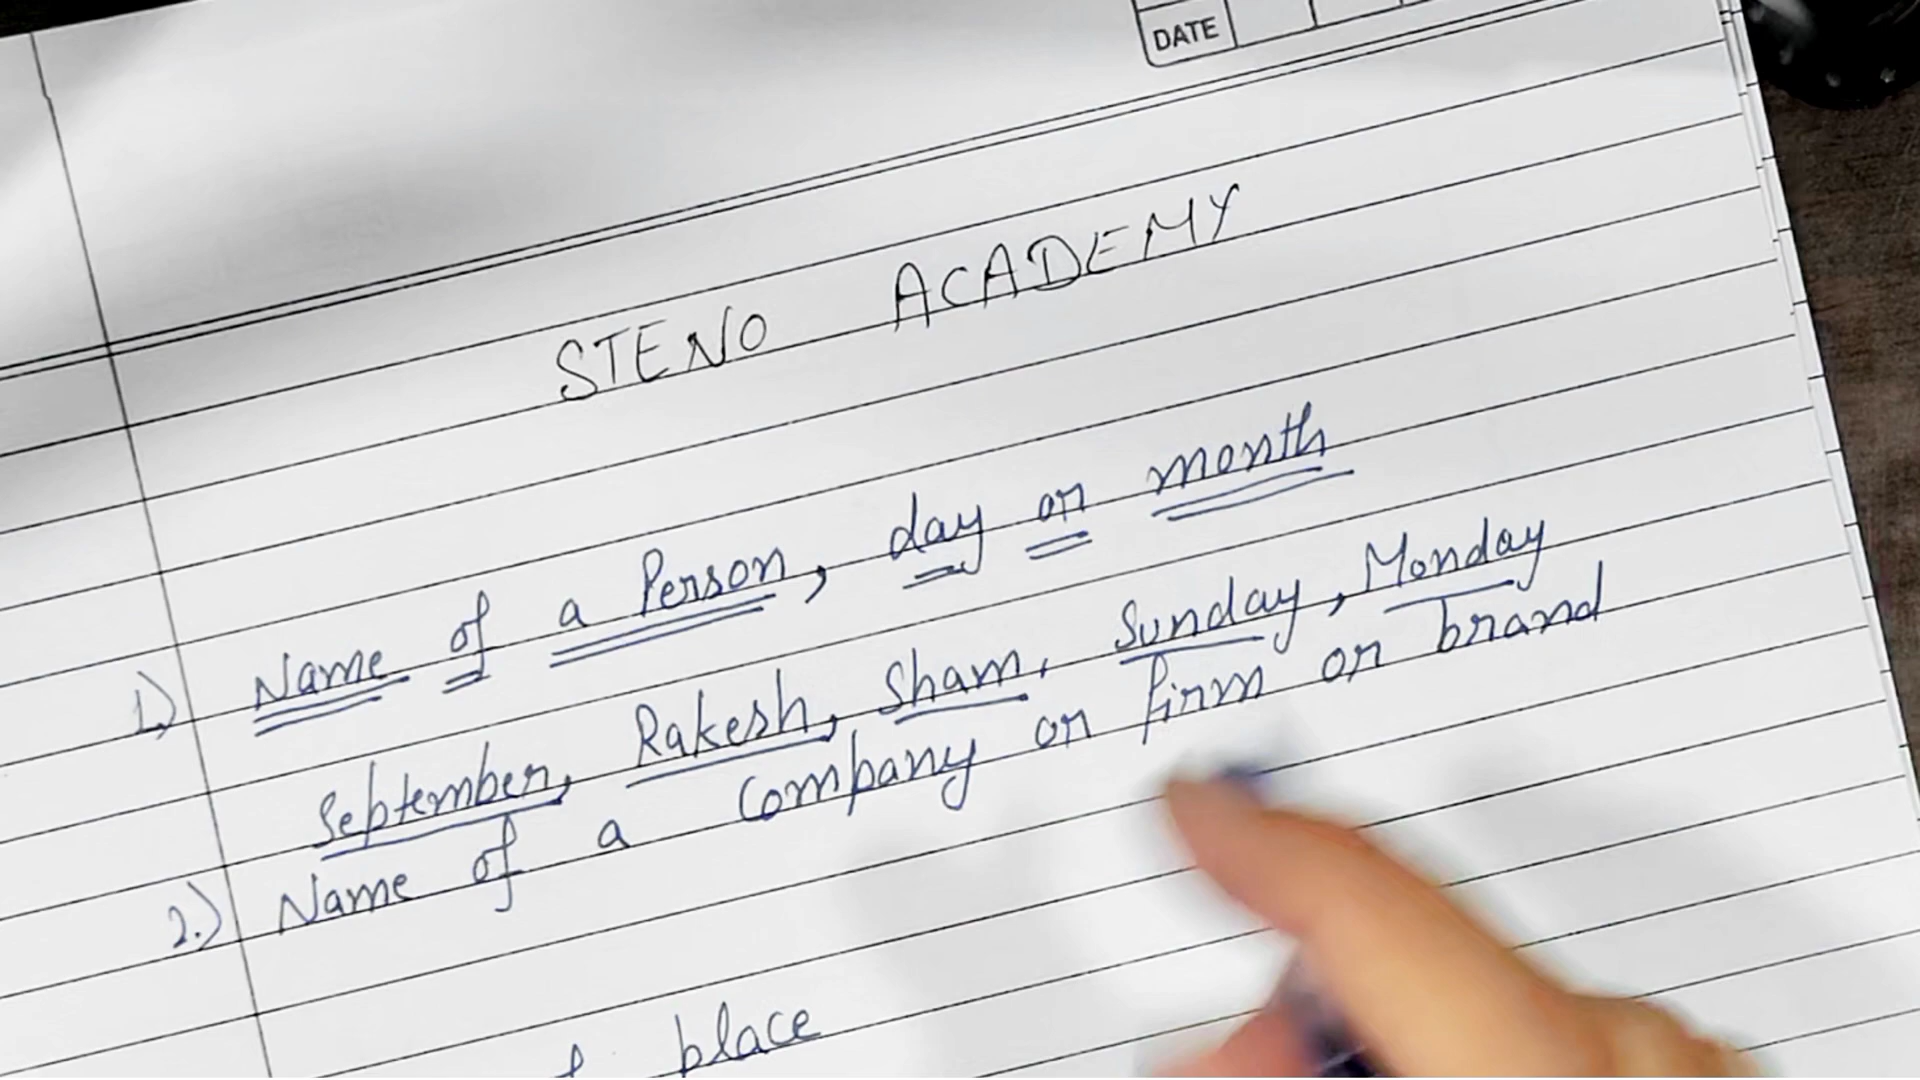 DATE
STENO ACADEMY
1.) Name of a Person, day or month
September, Rakesh, Sham, Sunday, Monday
2.) Name of a Company or firm or brand
place